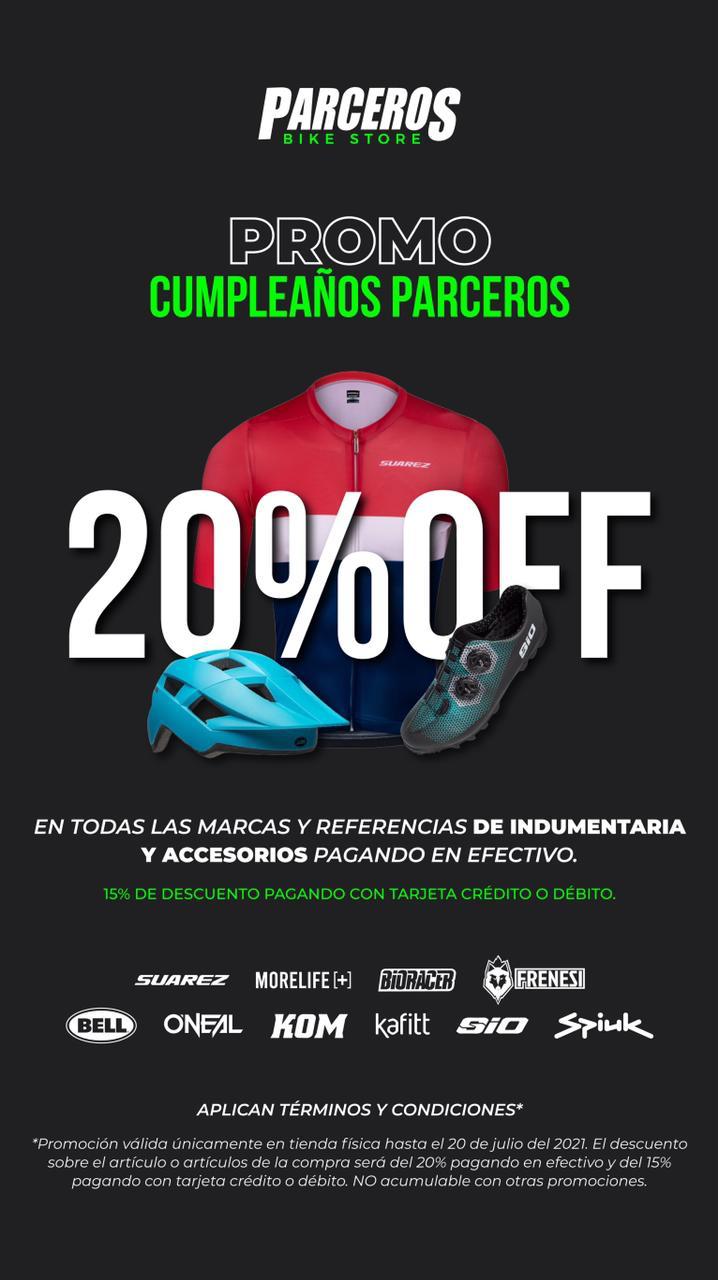 PARCEROS
BIKE STORE
PROMO
CUMPLEAÑOS PARCEROS
SUAREZ
20%OFF
SIO
EN TODAS LAS MARCAS Y REFERENCIAS DE INDUMENTARIA
Y ACCESORIOS PAGANDO EN EFECTIVO.
15% DE DESCUENTO PAGANDO CON TARJETA CRÉDITO O DÉBITO.
SUAREZ MORELIFE [+] BIORACER FRENESI
BELL O'NEAL KOM kafitt SIO Spiuk
APLICAN TÉRMINOS Y CONDICIONES*
*Promoción válida únicamente en tienda física hasta el 20 de julio del 2021. El descuento
sobre el artículo o artículos de la compra será del 20% pagando en efectivo y del 15%
pagando con tarjeta crédito o débito. NO acumulable con otras promociones.